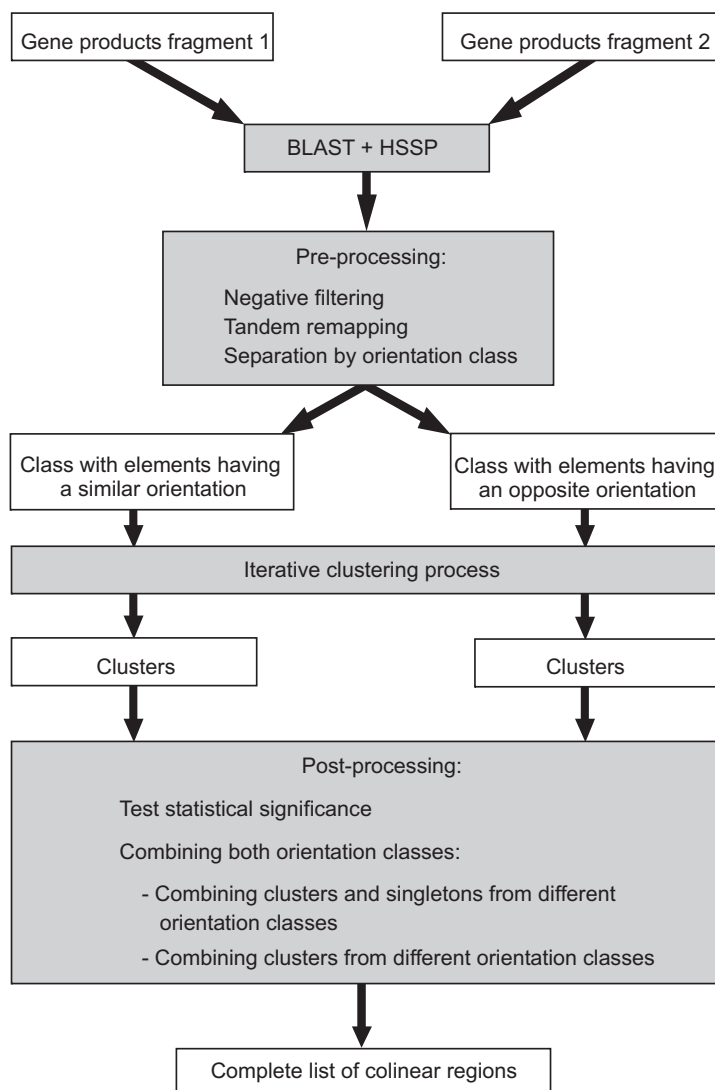 Gene products fragment 1
Gene products fragment 2
BLAST + HSSP
Pre-processing:
Negative filtering
Tandem remapping
Separation by orientation class
Class with elements having
a similar orientation
Class with elements having
an opposite orientation
Iterative clustering process
Clusters
Clusters
Post-processing:
Test statistical significance
Combining both orientation classes:
- Combining clusters and singletons from different
orientation classes
- Combining clusters from different orientation classes
Complete list of colinear regions